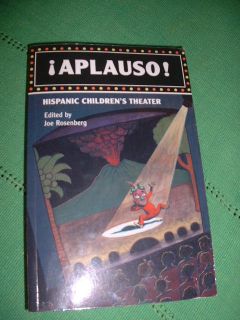 ¡APLAUSO!
HISPANIC CHILDREN'S THEATER
Edited by
Joe Rosenberg